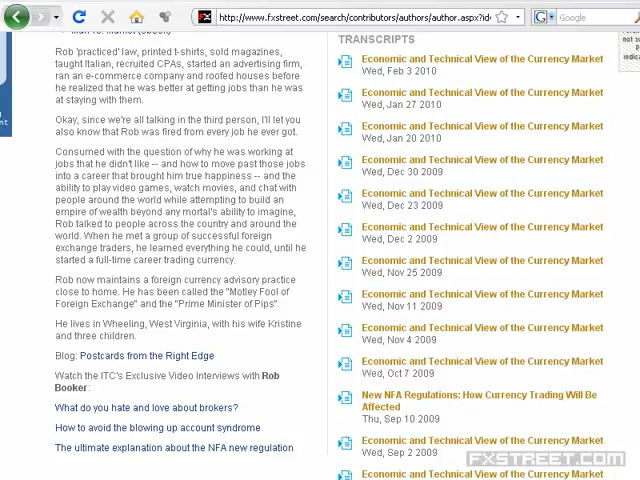 http://www.fxstreet.com/search/contributors/authors/author.aspx?id
Google
Rob 'practiced' law, printed t-shirts, sold magazines,
taught Italian, recruited CPAs, started an advertising firm,
ran an e-commerce company and roofed houses before
he realized that he was better at getting jobs than he was
at staying with them.
Okay, since we're all talking in the third person, I'll let you
also know that Rob was fired from every job he ever got.
Consumed with the question of why he was working at
jobs that he didn't like -- and how to move past those jobs
into a career that brought him true happiness -- and the
ability to play video games, watch movies, and chat with
people around the world while attempting to build an
empire of wealth beyond any mortal's ability to imagine,
Rob talked to people across the country and around the
world. When he met a group of successful foreign
exchange traders, he learned everything he could, until he
started a full-time career trading currency.
Rob now maintains a foreign currency advisory practice
close to home. He has been called the "Motley Fool of
Foreign Exchange" and the "Prime Minister of Pips".
He lives in Wheeling, West Virginia, with his wife Kristine
and three children.
Blog: Postcards from the Right Edge
Watch the ITC's Exclusive Video Interviews with Rob
Booker:
What do you hate and love about brokers?
How to avoid the blowing up account syndrome
The ultimate explanation about the NFA new regulation
TRANSCRIPTS
Economic and Technical View of the Currency Market
Wed, Feb 3 2010
Economic and Technical View of the Currency Market
Wed, Jan 27 2010
Economic and Technical View of the Currency Market
Wed, Jan 20 2010
Economic and Technical View of the Currency Market
Wed, Dec 30 2009
Economic and Technical View of the Currency Market
Wed, Dec 23 2009
Economic and Technical View of the Currency Market
Wed, Dec 2 2009
Economic and Technical View of the Currency Market
Wed, Nov 25 2009
Economic and Technical View of the Currency Market
Wed, Nov 11 2009
Economic and Technical View of the Currency Market
Wed, Nov 4 2009
Economic and Technical View of the Currency Market
Wed, Oct 7 2009
New NFA Regulations: How Currency Trading Will Be
Affected
Thu, Sep 10 2009
Economic and Technical View of the Currency Market
Wed, Sep 2 2009
Economic and Technical View of the Currency Market
FXSTREET.COM